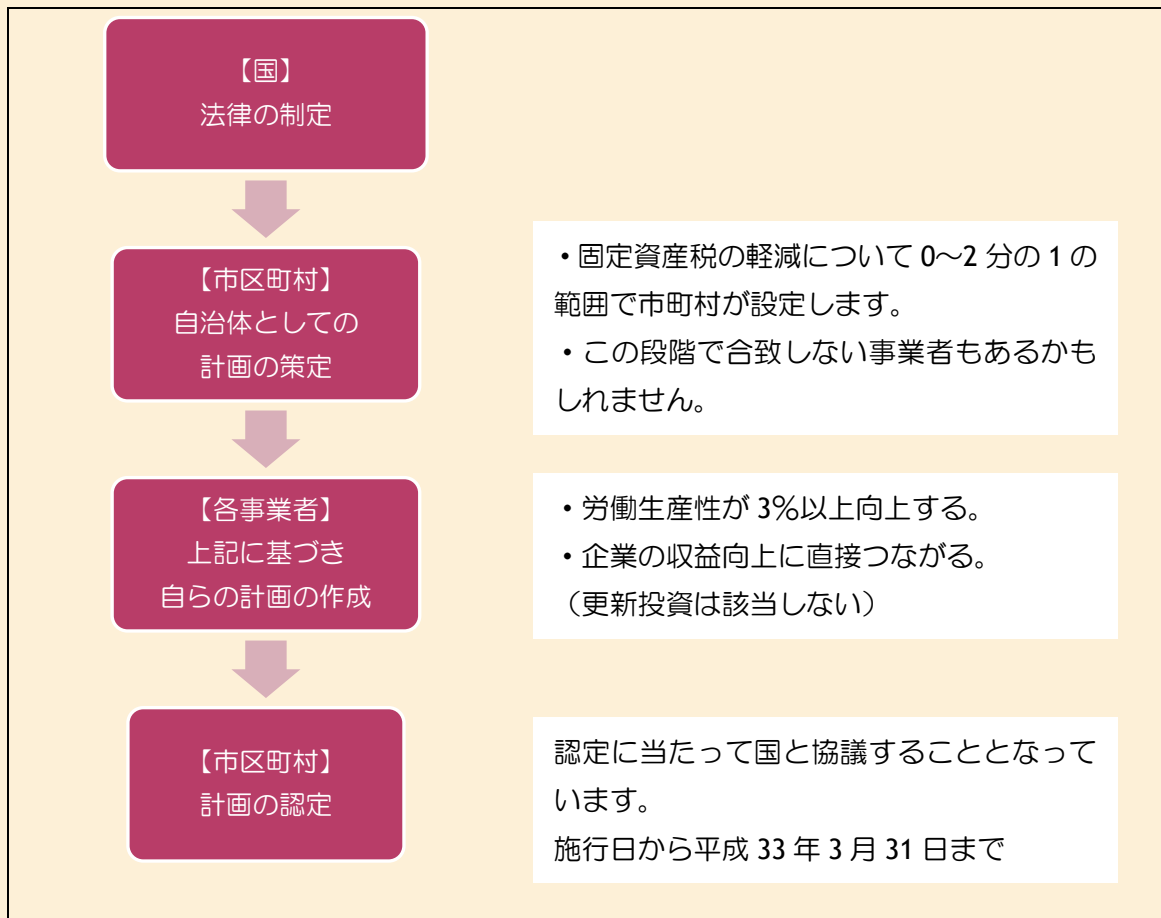 【国】
法律の制定
【市区町村】
自治体としての
計画の策定
・固定資産税の軽減について 0～2 分の 1 の
範囲で市町村が設定します。
・この段階で合致しない事業者もあるかも
しれません。
【各事業者】
上記に基づき
自らの計画の作成
・労働生産性が 3％以上向上する。
・企業の収益向上に直接つながる。
（更新投資は該当しない）
【市区町村】
計画の認定
認定に当たって国と協議することとなって
います。
施行日から平成 33 年 3 月 31 日まで